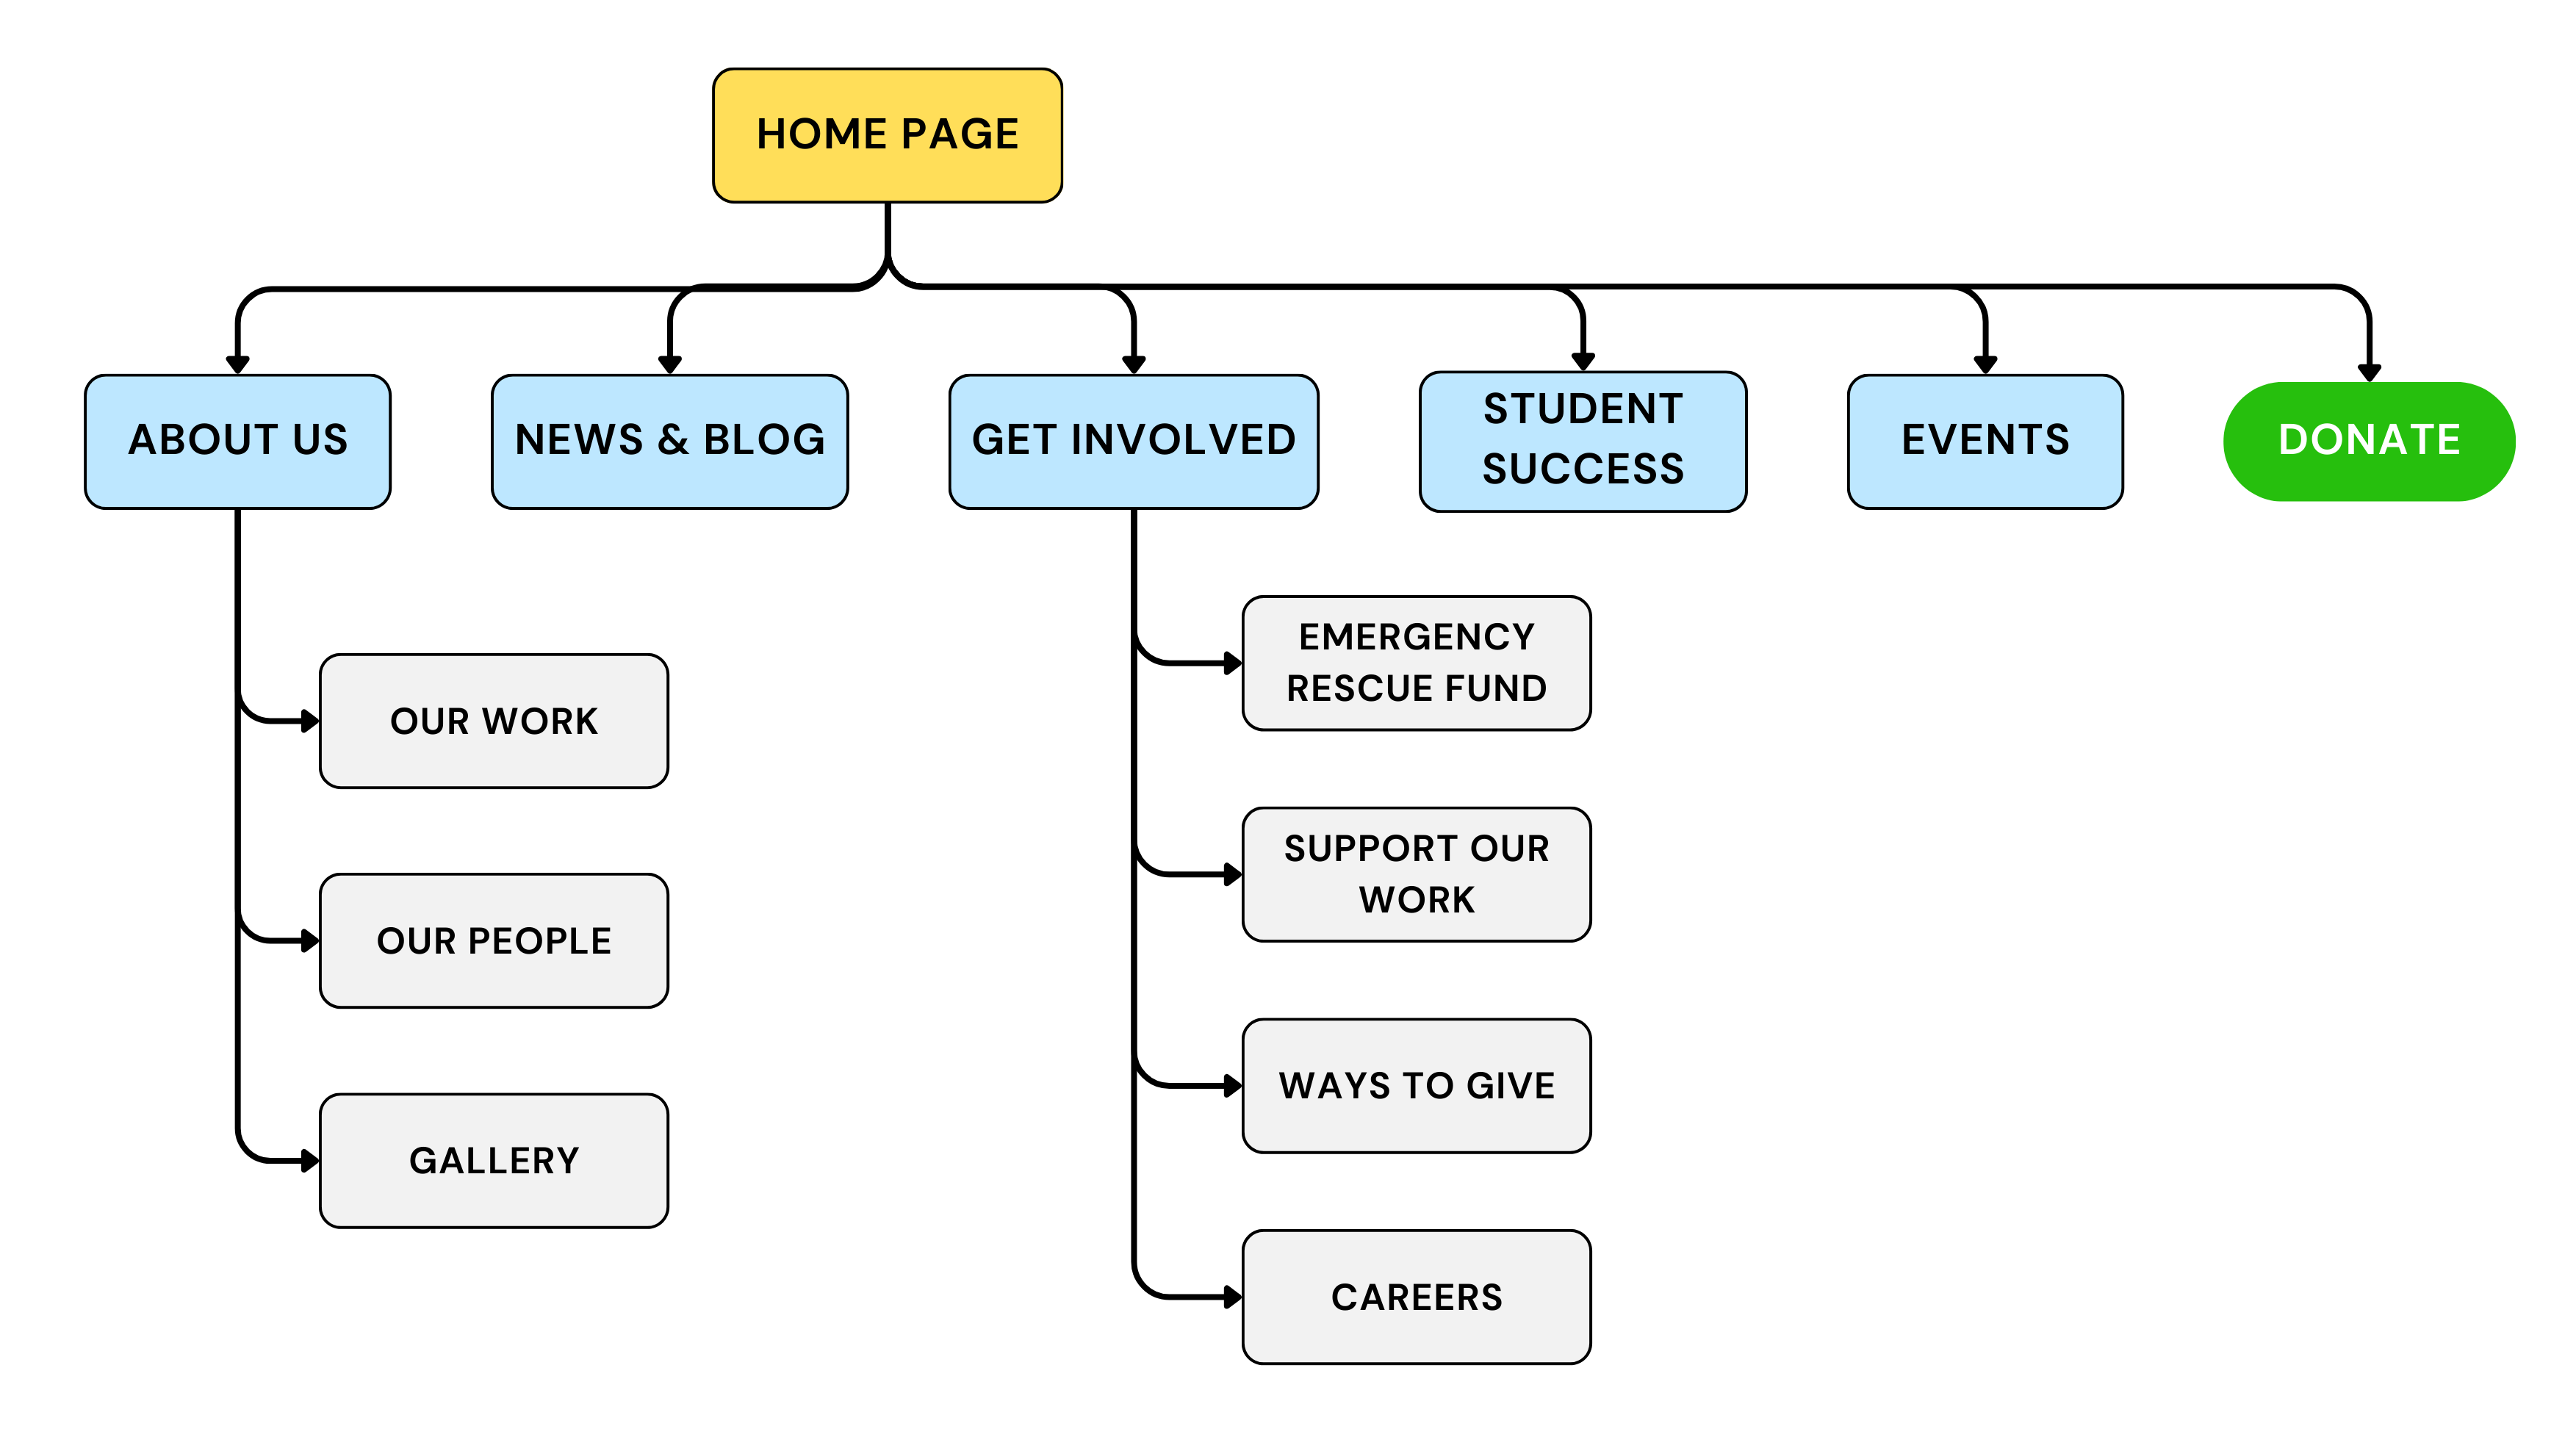 HOME PAGE
ABOUT US
NEWS & BLOG
GET INVOLVED
STUDENT
SUCCESS
EVENTS
DONATE
OUR WORK
OUR PEOPLE
GALLERY
EMERGENCY
RESCUE FUND
SUPPORT OUR
WORK
WAYS TO GIVE
CAREERS